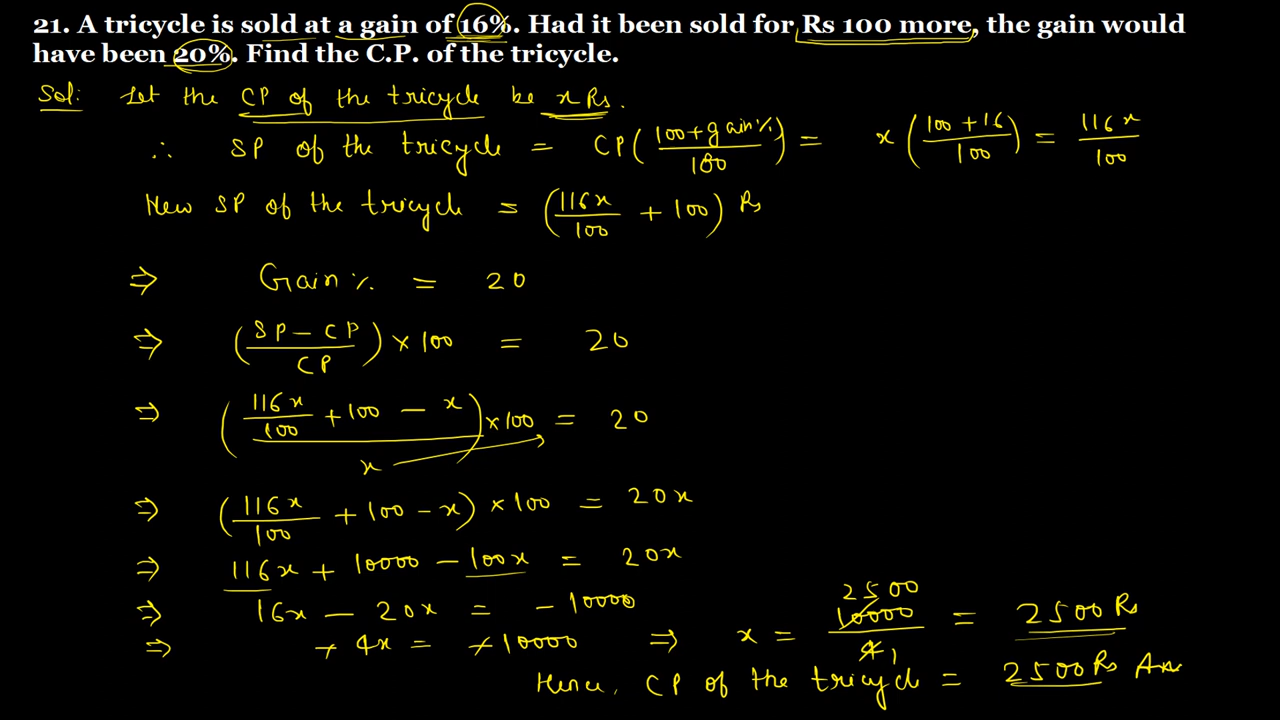 21. A tricycle is sold at a gain of 16%. Had it been sold for Rs 100 more, the gain would
have been 20%. Find the C.P. of the tricycle.
Sol: Let the CP of the tricycle be x Rs.
∴ SP of the tricycle = CP((100+gain%)/100) = x((100+16)/100) = 116x/100
New SP of the tricycle = (116x/100 + 100) Rs
⇒ Gain% = 20
⇒ ((SP - CP)/CP) × 100 = 20
⇒ ((116x/100 + 100 - x)/x) × 100 = 20
⇒ (116x/100 + 100 - x) × 100 = 20x
⇒ 116x + 10000 - 100x = 20x
⇒ 16x - 20x = -10000
⇒ -4x = -10000 ⇒ x = 10000/4 = 2500 Rs
2500
1
Hence, CP of the tricycle = 2500 Rs Ans